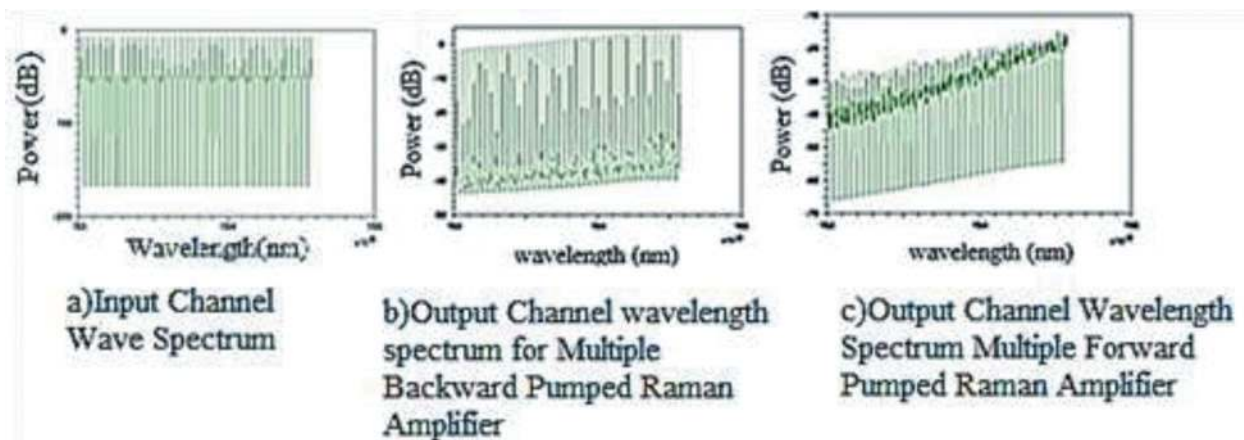 Power(dB)
Wavelength(nm)
a)Input Channel
Wave Spectrum
Power (dB)
wavelength (nm)
b)Output Channel wavelength
spectrum for Multiple
Backward Pumped Raman
Amplifier
Power (dB)
wavelength (nm)
c)Output Channel Wavelength
Spectrum Multiple Forward
Pumped Raman Amplifier